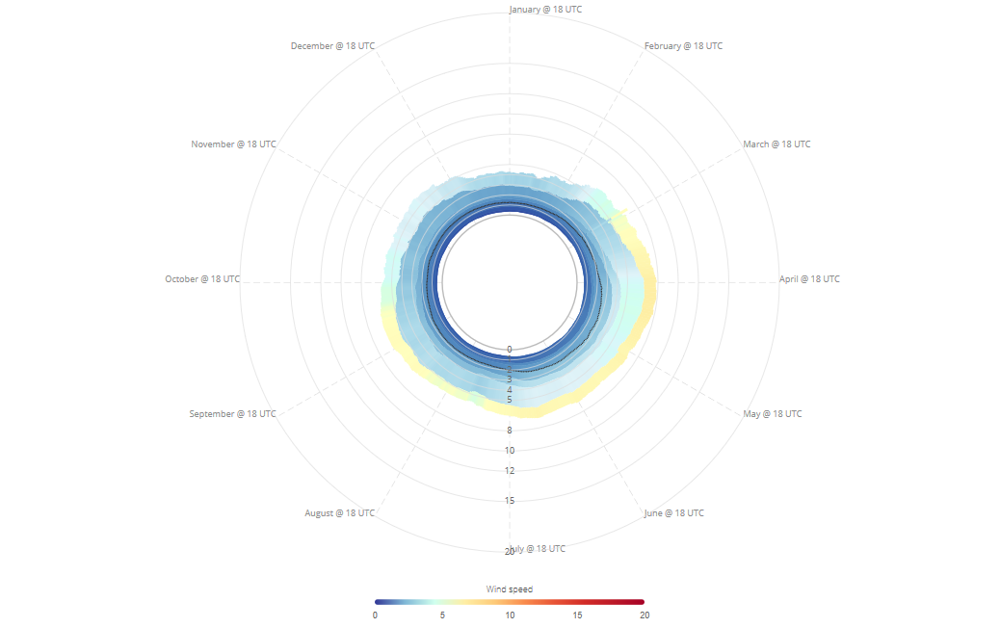 January @ 18 UTC
December @ 18 UTC
February @ 18 UTC
November @ 18 UTC
March @ 18 UTC
October @ 18 UTC
April @ 18 UTC
0
1
2
3
4
5
September @ 18 UTC
May @ 18 UTC
8
10
12
15
August @ 18 UTC
June @ 18 UTC
20
July @ 18 UTC
Wind speed
0 5 10 15 20